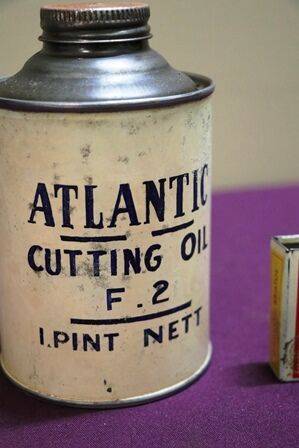 ATLANTIC
CUTTING OIL
F.2
1.PINT NETT